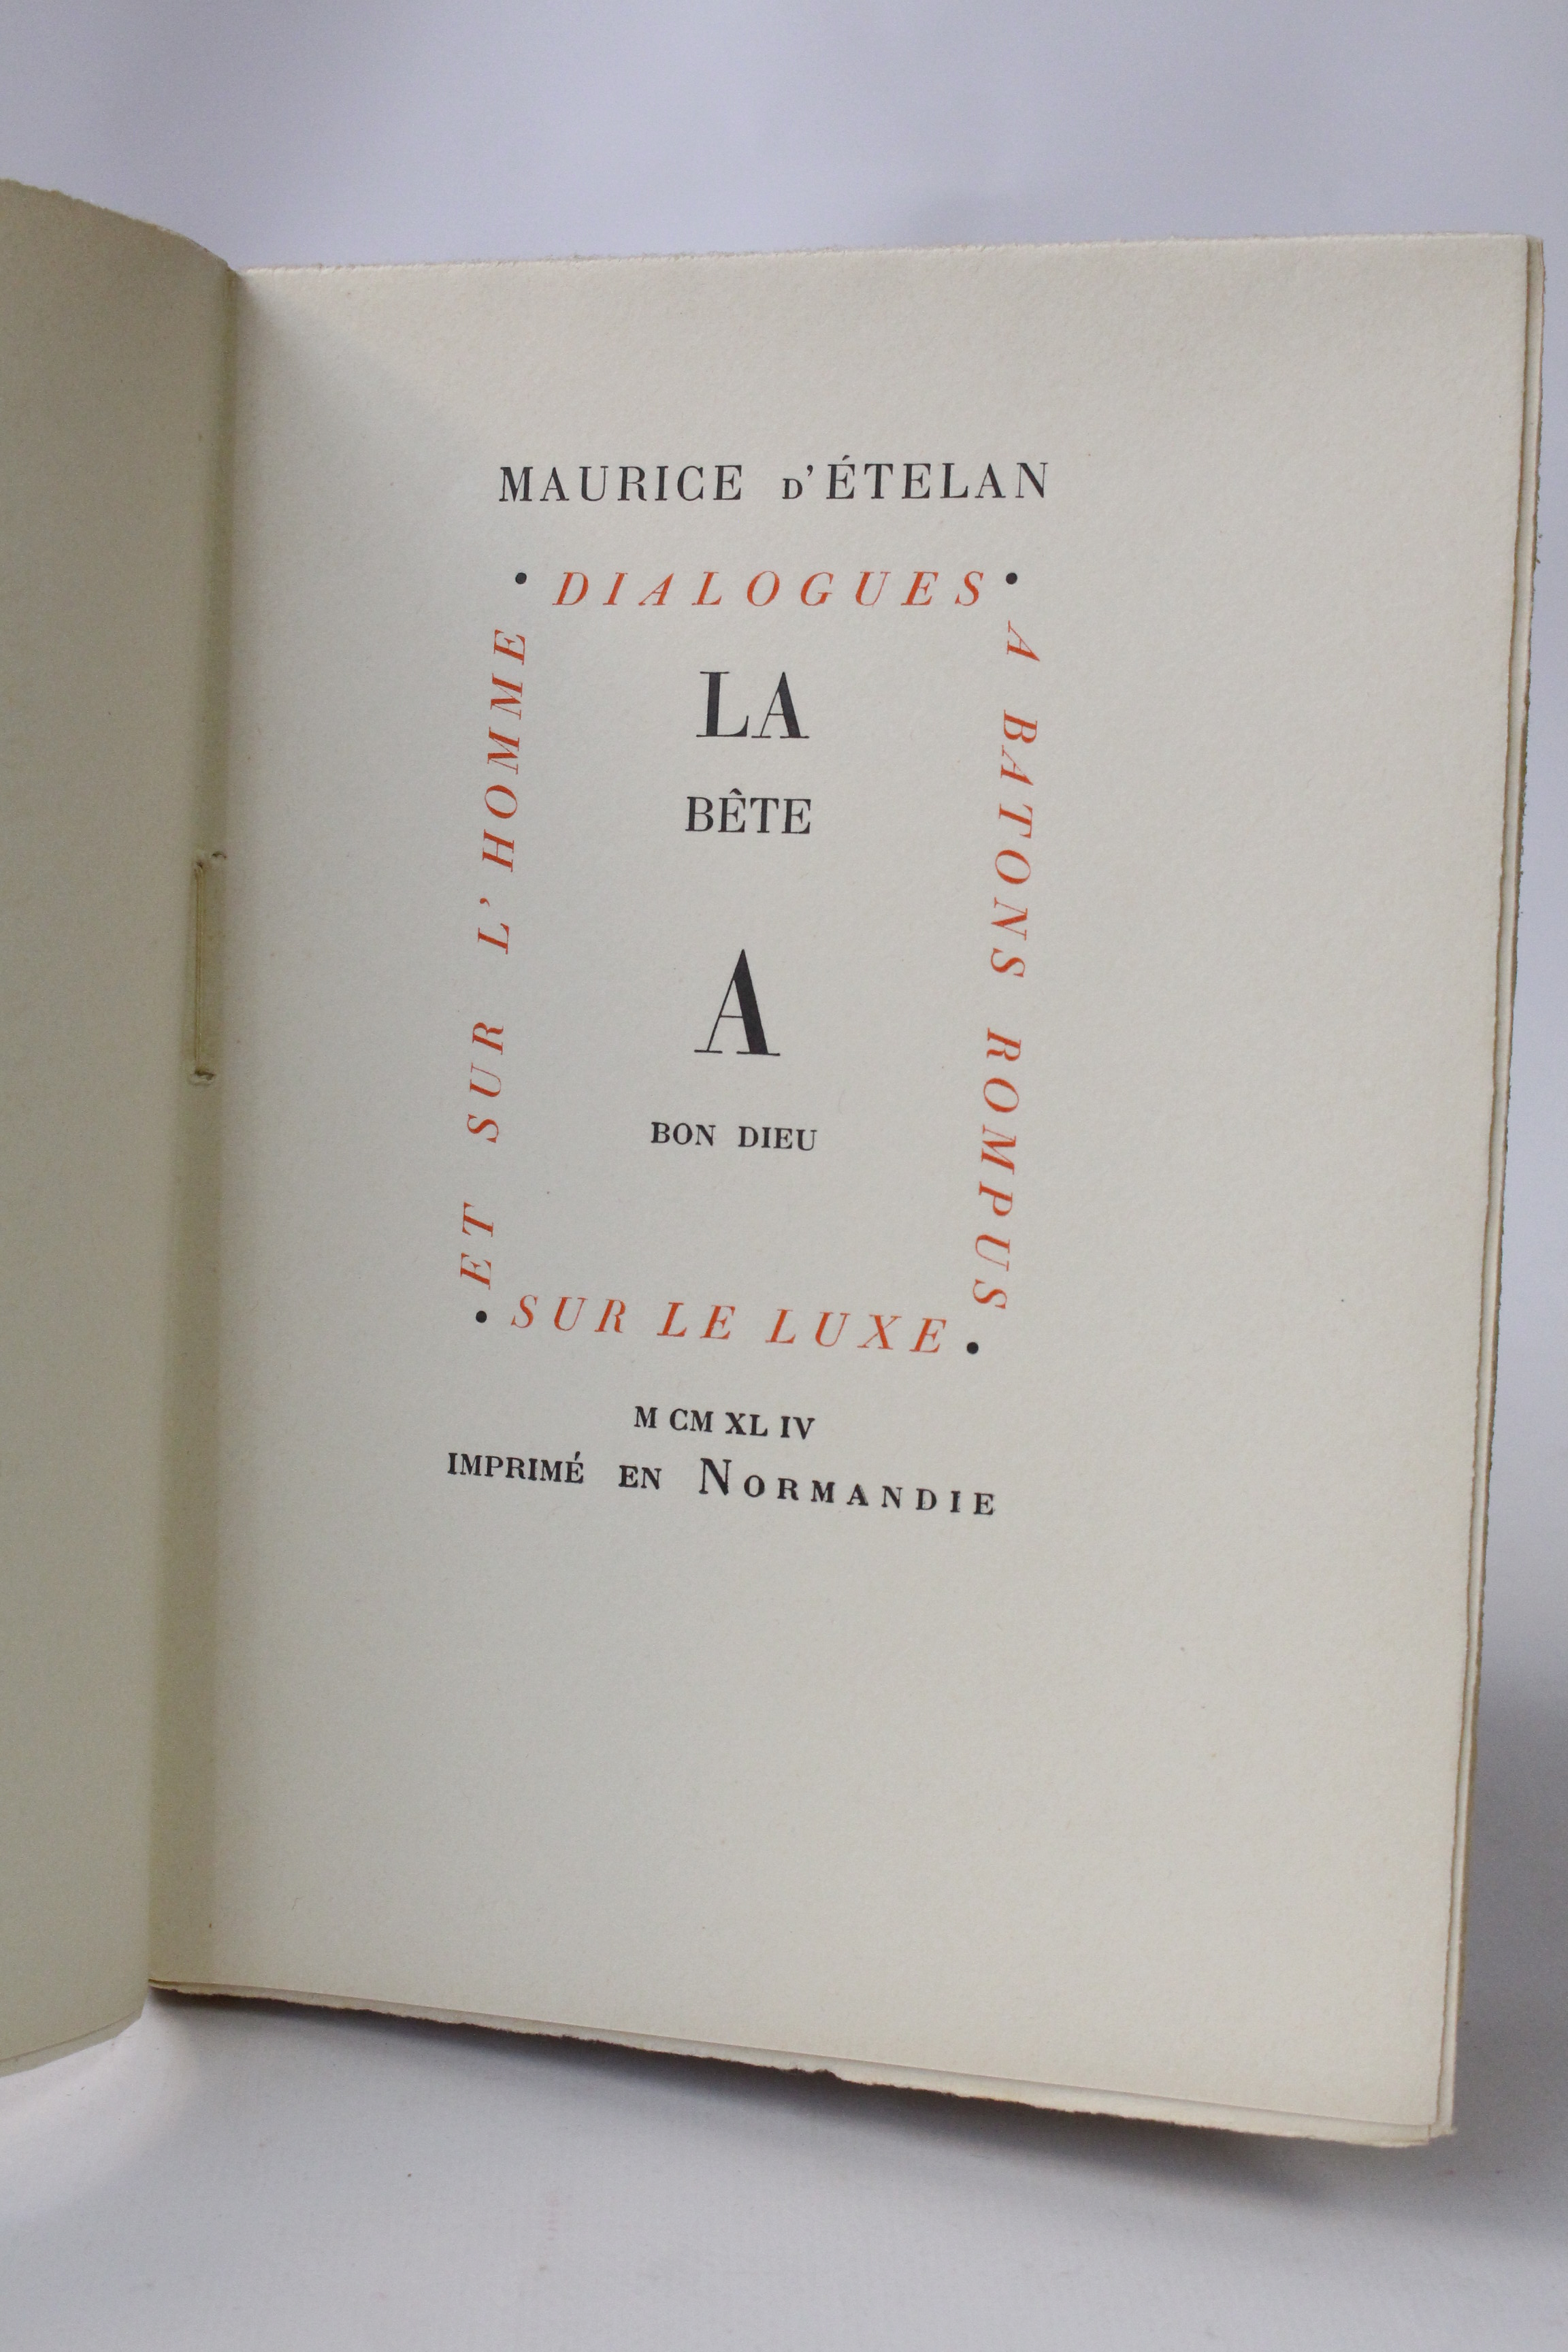 MAURICE D'ÉTELAN
• DIALOGUES •
A BATONS ROMPUS
• SUR LE LUXE •
ET SUR L'HOMME
LA
BÊTE
A
BON DIEU
M CM XL IV
IMPRIMÉ EN NORMANDIE